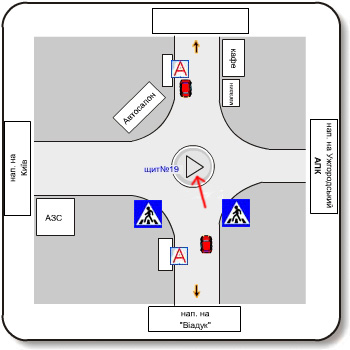 кафе
А
магазин
Автосалон
щит№19
нап. на
Київ
нап. на Ужгородський
АПК
АЗС
А
нап. на
"Віадук"